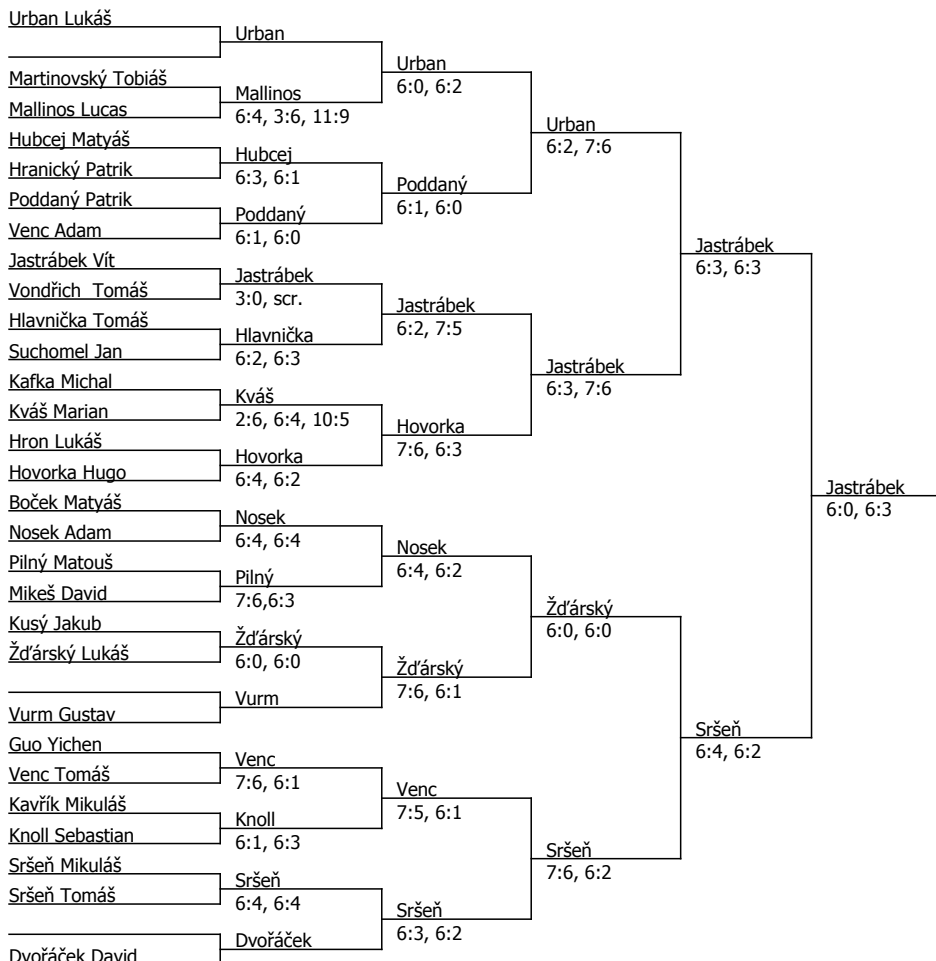 Urban Lukáš
Urban
Urban
6:0, 6:2
Martinovský Tobiáš
Mallinos
Mallinos Lucas
6:4, 3:6, 11:9
Urban
6:2, 7:6
Hubcej Matyáš
Hubcej
Hranický Patrik
6:3, 6:1
Poddaný
6:1, 6:0
Poddaný Patrik
Poddaný
Venc Adam
6:1, 6:0
Jastrábek
6:3, 6:3
Jastrábek Vít
Jastrábek
Vondřich  Tomáš
3:0, scr.
Jastrábek
6:2, 7:5
Hlavnička Tomáš
Hlavnička
Suchomel Jan
6:2, 6:3
Jastrábek
6:3, 7:6
Kafka Michal
Kváš
Kváš Marian
2:6, 6:4, 10:5
Hovorka
7:6, 6:3
Hron Lukáš
Hovorka
Hovorka Hugo
6:4, 6:2
Jastrábek
6:0, 6:3
Boček Matyáš
Nosek
Nosek Adam
6:4, 6:4
Nosek
6:4, 6:2
Pilný Matouš
Pilný
Mikeš David
7:6,6:3
Žďárský
6:0, 6:0
Kusý Jakub
Žďárský
Žďárský Lukáš
6:0, 6:0
Žďárský
7:6, 6:1
Vurm
Vurm Gustav
Sršeň
6:4, 6:2
Guo Yichen
Venc
Venc Tomáš
7:6, 6:1
Venc
7:5, 6:1
Kavřík Mikuláš
Knoll
Knoll Sebastian
6:1, 6:3
Sršeň
7:6, 6:2
Sršeň Mikuláš
Sršeň
Sršeň Tomáš
6:4, 6:4
Sršeň
6:3, 6:2
Dvořáček
Dvořáček David